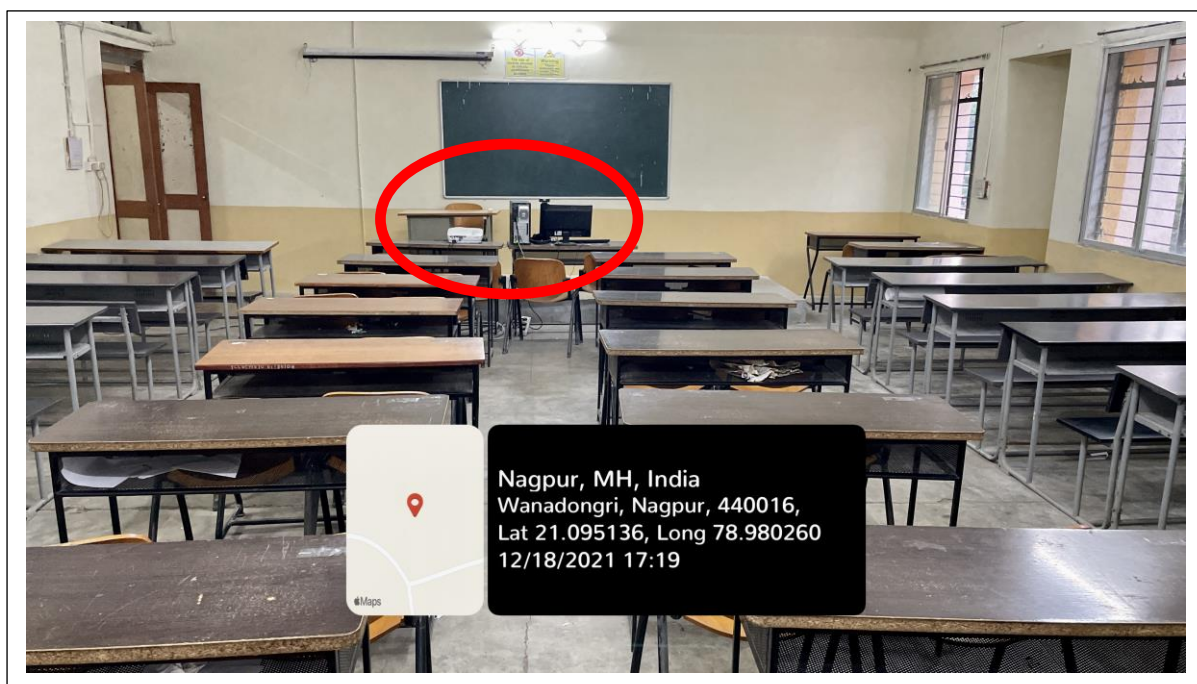 Nagpur, MH, India
Wanadongri, Nagpur, 440016,
Lat 21.095136, Long 78.980260
12/18/2021 17:19
Maps